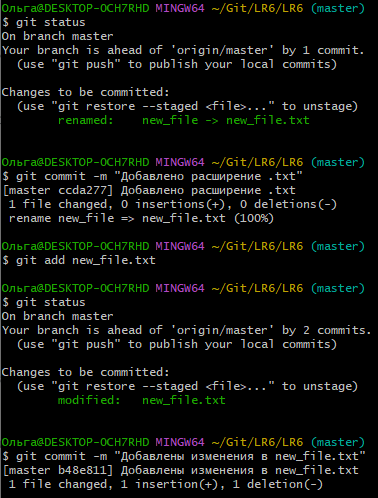 Ольга@DESKTOP-OCH7RHD MINGW64 ~/Git/LR6/LR6 (master)
$ git status
On branch master
Your branch is ahead of 'origin/master' by 1 commit.
  (use "git push" to publish your local commits)
Changes to be committed:
  (use "git restore --staged <file>..." to unstage)
        renamed:    new_file -> new_file.txt
Ольга@DESKTOP-OCH7RHD MINGW64 ~/Git/LR6/LR6 (master)
$ git commit -m "Добавлено расширение .txt"
[master ccda277] Добавлено расширение .txt
 1 file changed, 0 insertions(+), 0 deletions(-)
 rename new_file => new_file.txt (100%)
Ольга@DESKTOP-OCH7RHD MINGW64 ~/Git/LR6/LR6 (master)
$ git add new_file.txt
Ольга@DESKTOP-OCH7RHD MINGW64 ~/Git/LR6/LR6 (master)
$ git status
On branch master
Your branch is ahead of 'origin/master' by 2 commits.
  (use "git push" to publish your local commits)
Changes to be committed:
  (use "git restore --staged <file>..." to unstage)
        modified:   new_file.txt
Ольга@DESKTOP-OCH7RHD MINGW64 ~/Git/LR6/LR6 (master)
$ git commit -m "Добавлены изменения в new_file.txt"
[master b48e811] Добавлены изменения в new_file.txt
 1 file changed, 1 insertion(+), 1 deletion(-)